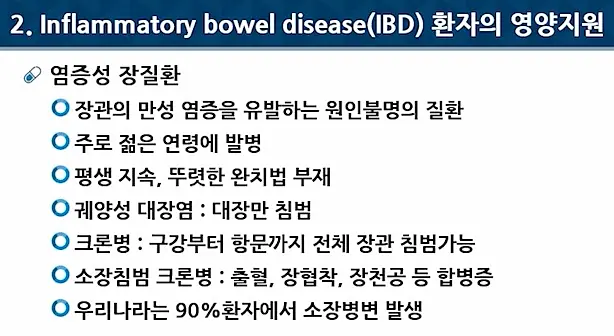 2. Inflammatory bowel disease(IBD) 환자의 영양지원
염증성 장질환
장관의 만성 염증을 유발하는 원인불명의 질환
주로 젊은 연령에 발병
평생 지속, 뚜렷한 완치법 부재
궤양성 대장염 : 대장만 침범
크론병 : 구강부터 항문까지 전체 장관 침범가능
소장침범 크론병 : 출혈, 장협착, 장천공 등 합병증
우리나라는 90%환자에서 소장병변 발생